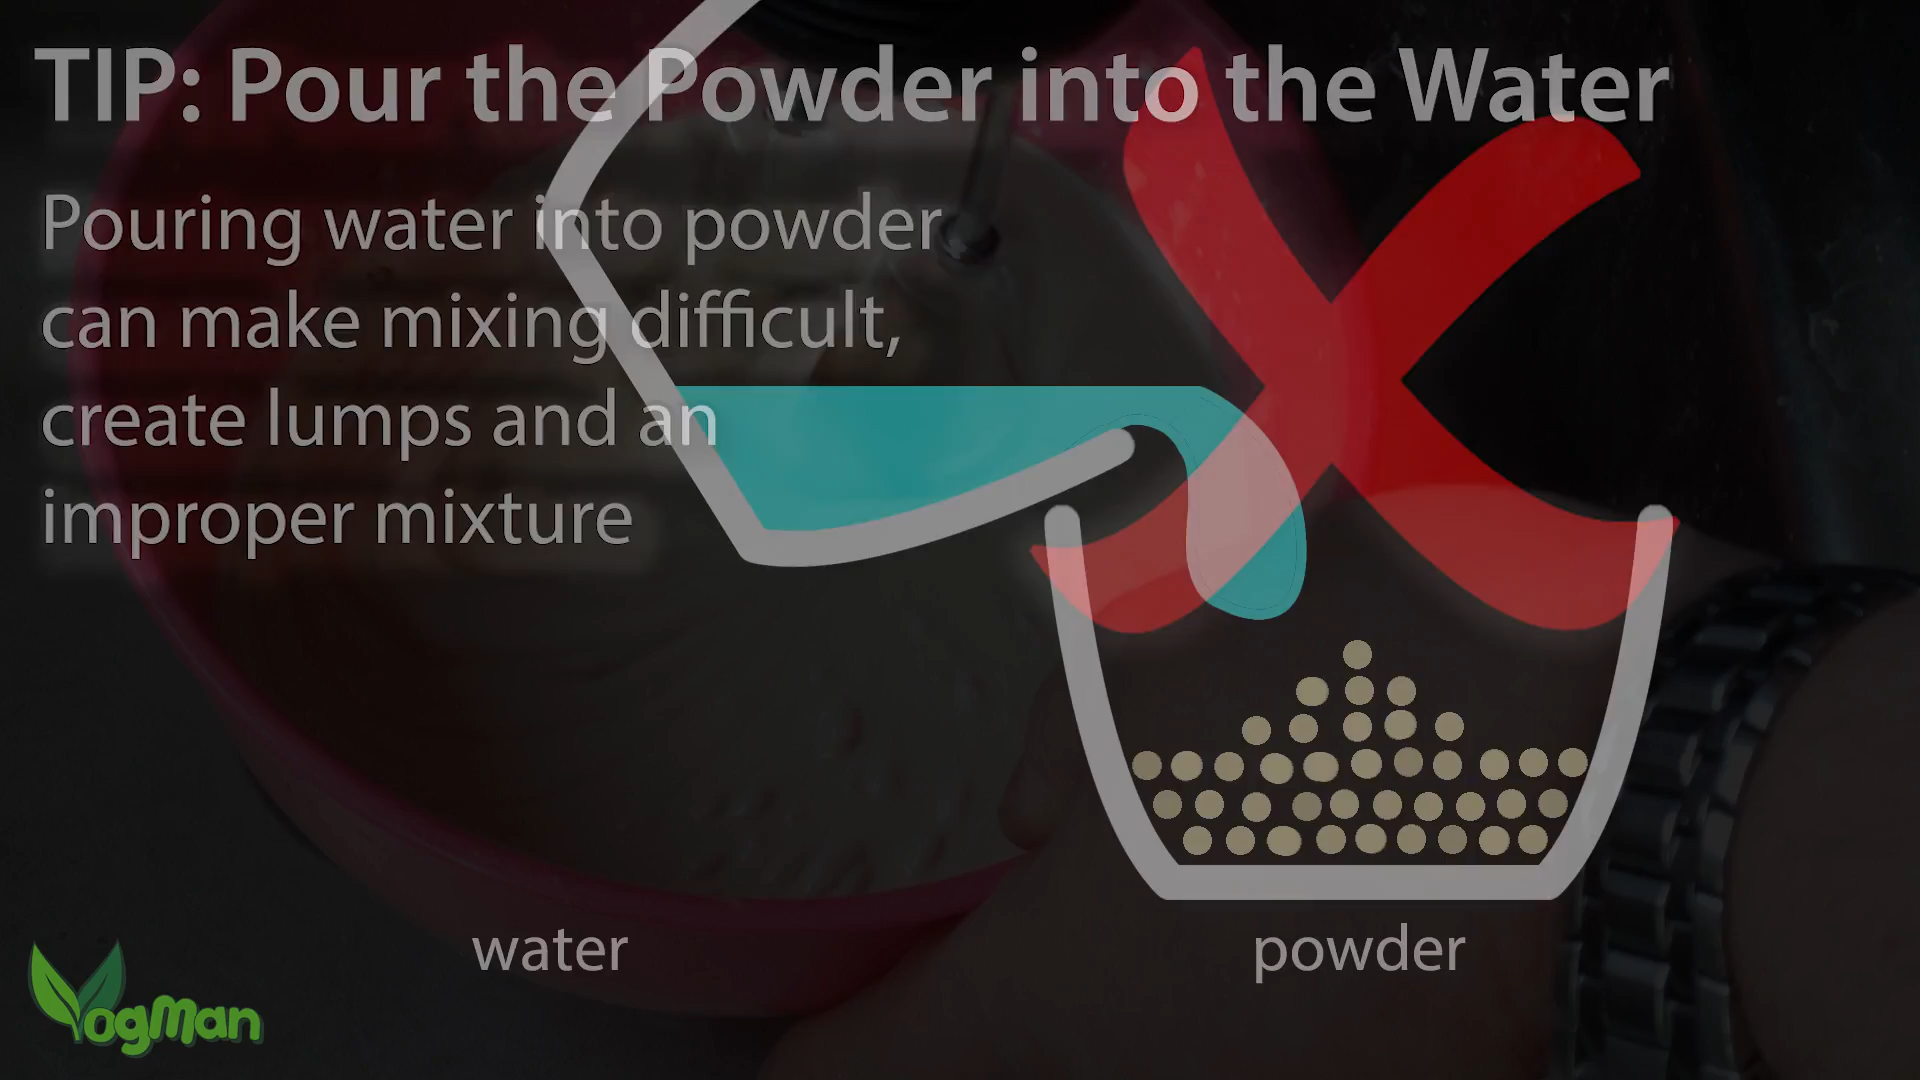 TIP: Pour the Powder into the Water
Pouring water into powder
can make mixing difficult,
create lumps and an
improper mixture
water
powder
YogMan